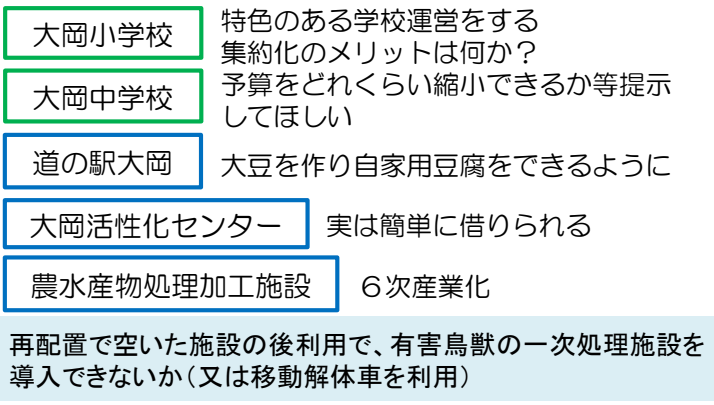 大岡小学校
特色のある学校運営をする
集約化のメリットは何か？
大岡中学校
予算をどれくらい縮小できるか等提示
してほしい
道の駅大岡
大豆を作り自家用豆腐をできるように
大岡活性化センター
実は簡単に借りられる
農水産物処理加工施設
６次産業化
再配置で空いた施設の後利用で、有害鳥獣の一次処理施設を
導入できないか（又は移動解体車を利用）